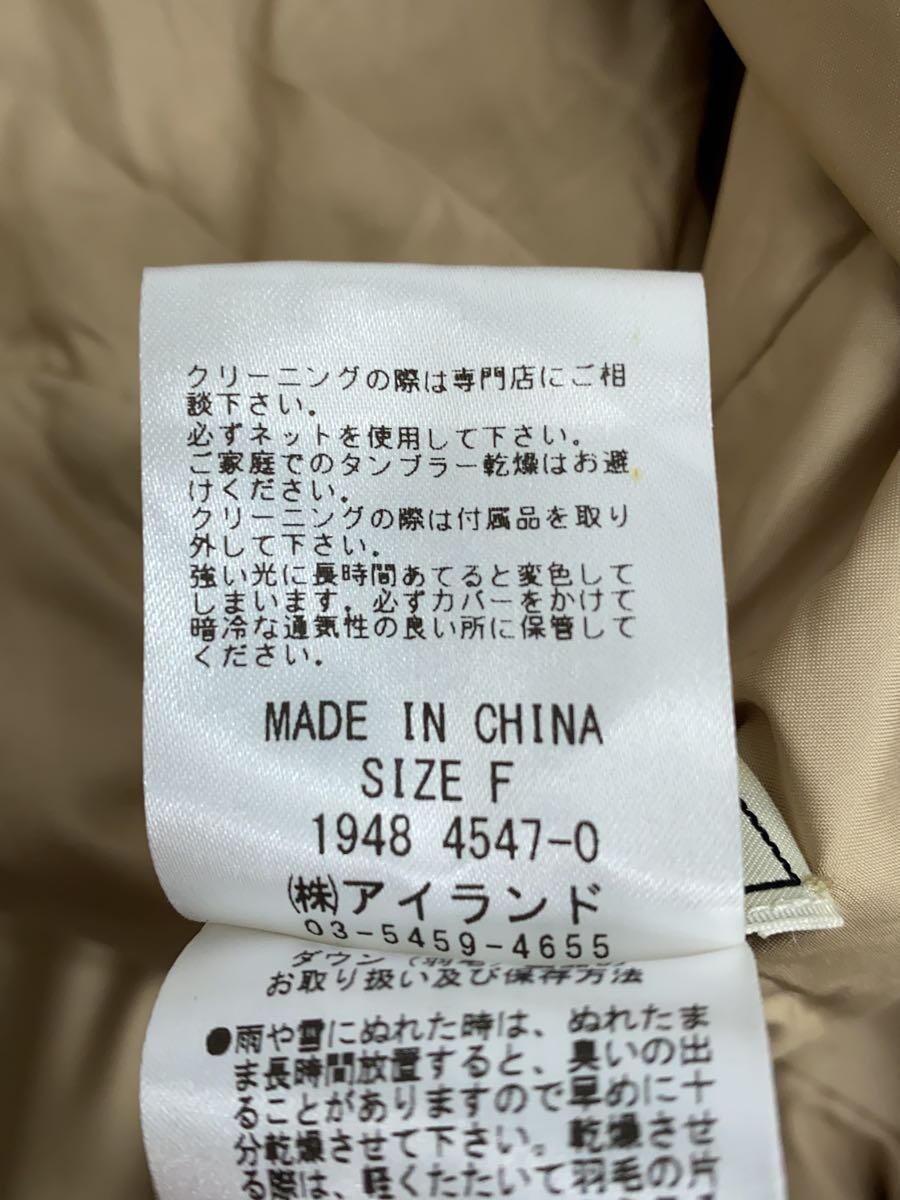 クリーニングの際は専門店にご相
談下さい。
必ずネットを使用して下さい。
ご家庭でのタンブラー乾燥はお避
けください。
クリーニングの際は付属品を取り
外して下さい。
強い光に長時間あてると変色して
しまいます。必ずカバーをかけて
暗冷な通気性の良い所に保管して
ください。
MADE IN CHINA
SIZE F
1948 4547-0
㈱アイランド
03-5459-4655
ダウン
お取り扱い及び保存方法
●雨や雪にぬれた時は、ぬれたま
ま長時間放置すると、臭いの出
ることがありますので早めに十
分乾燥させて下さい。乾燥させ
る際は、軽くたたいて羽毛の片